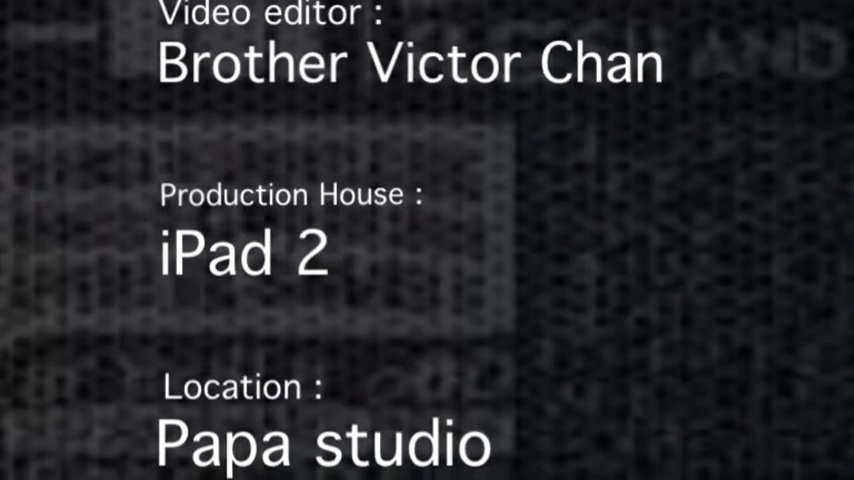 Video editor :
Brother Victor Chan
Production House :
iPad 2
Location :
Papa studio